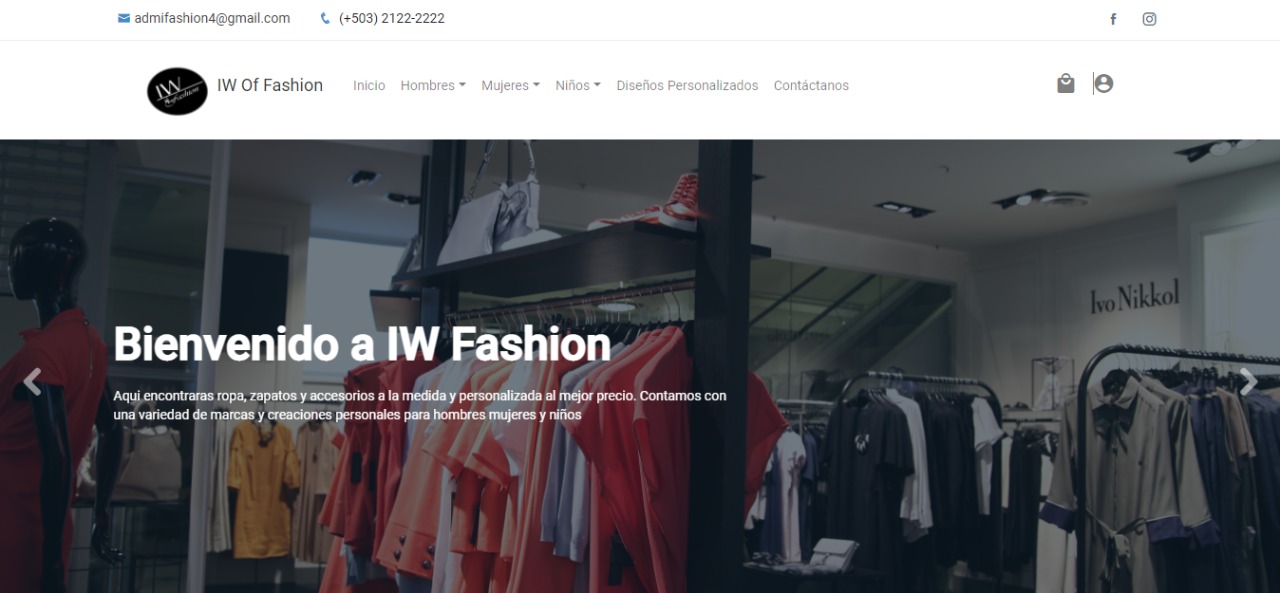 admifashion4@gmail.com (+503) 2122-2222
IW
fashion
IW Of Fashion Inicio Hombres Mujeres Niños Diseños Personalizados Contáctanos
Ivo Nikkol
Bienvenido a IW Fashion
Aqui encontraras ropa, zapatos y accesorios a la medida y personalizada al mejor precio. Contamos con
una variedad de marcas y creaciones personales para hombres mujeres y niños